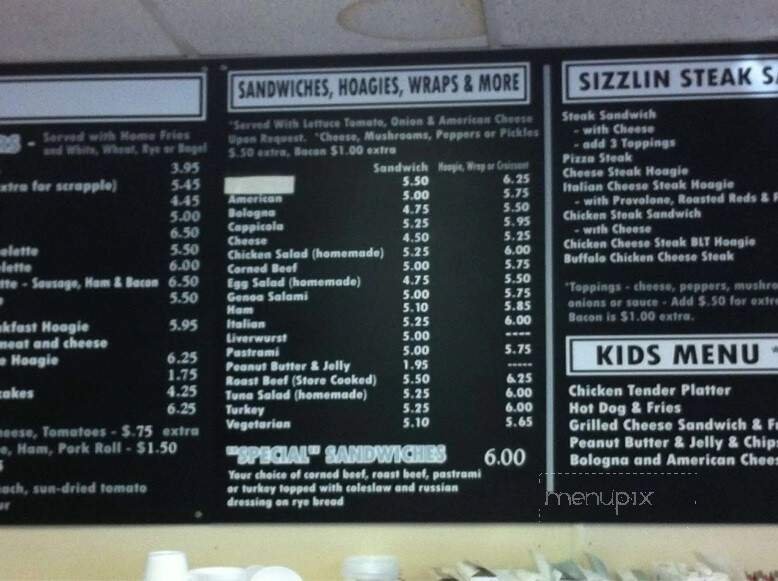 RS - Served with Home Fries
and White, Wheat, Rye or Bagel
3.95
extra for scrapple) 5.45
4.45
5.00
6.50
elette 5.50
lette 6.00
tte - Sausage, Ham & Bacon 6.50
5.50
kfast Hoagie 5.95
meat and cheese
e Hoagie 6.25
1.75
cakes 4.25
6.25
heese, Tomatoes - $.75 extra
e, Ham, Pork Roll - $1.50
each, sun-dried tomato
ur
SANDWICHES, HOAGIES, WRAPS & MORE
*Served With Lettuce Tomato, Onion & American Cheese
Upon Request. *Cheese, Mushrooms, Peppers or Pickles
$.50 extra, Bacon $1.00 extra
Sandwich Hoagie, Wrap or Croissant
5.50 6.25
American 5.00 5.75
Bologna 4.75 5.50
Cappicola 5.25 5.95
Cheese 4.50 5.25
Chicken Salad (homemade) 5.25 6.00
Corned Beef 5.00 5.75
Egg Salad (homemade) 4.75 5.50
Genoa Salami 5.00 5.75
Ham 5.10 5.85
Italian 5.25 6.00
Liverwurst 5.00 ----
Pastrami 5.00 5.75
Peanut Butter & Jelly 1.95 -----
Roast Beef (Store Cooked) 5.50 6.25
Tuna Salad (homemade) 5.25 6.00
Turkey 5.25 6.00
Vegetarian 5.10 5.65
"SPECIAL" SANDWICHES 6.00
Your choice of corned beef, roast beef, pastrami
or turkey topped with coleslaw and russian
dressing on rye bread
SIZZLIN STEAK SA
Steak Sandwich
- with Cheese
- add 3 Toppings
Pizza Steak
Cheese Steak Hoagie
Italian Cheese Steak Hoagie
- with Provolone, Roasted Reds & P
Chicken Steak Sandwich
- with Cheese
Chicken Cheese Steak BLT Hoagie
Buffalo Chicken Cheese Steak
*Toppings - cheese, peppers, mushro
onions or sauce - Add $.50 for extra
Bacon is $1.00 extra.
KIDS MENU *
Chicken Tender Platter
Hot Dog & Fries
Grilled Cheese Sandwich & Fr
Peanut Butter & Jelly & Chips
Bologna and American Chees
menupix